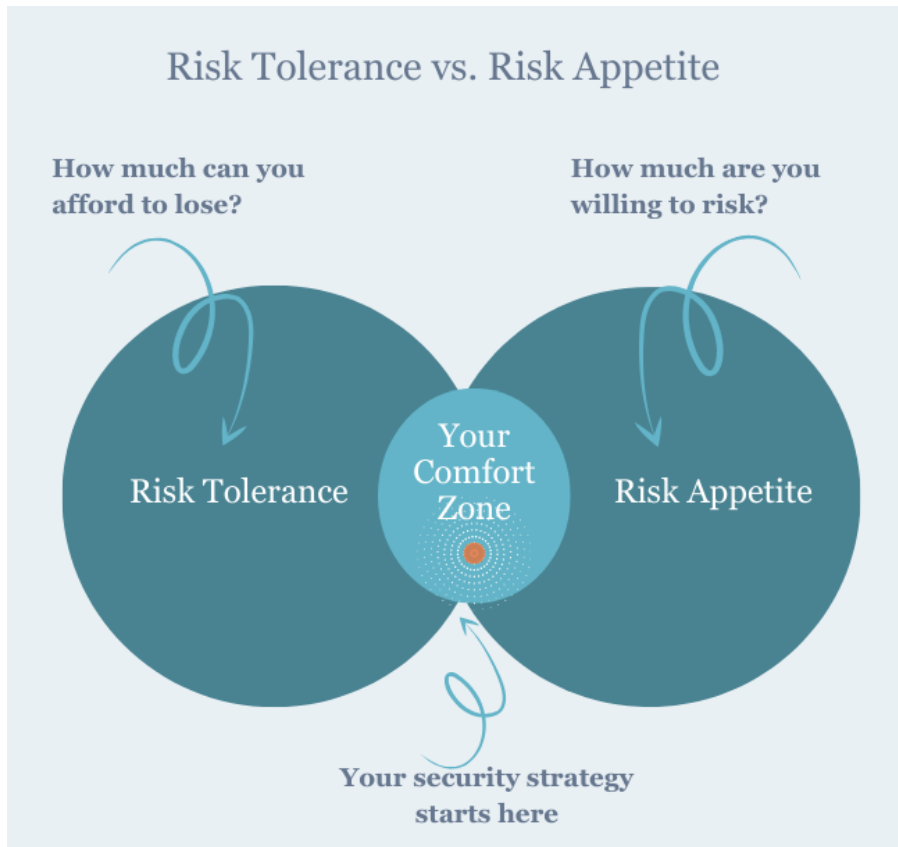 Risk Tolerance vs. Risk Appetite
How much can you
afford to lose?
How much are you
willing to risk?
Risk Tolerance
Your
Comfort
Zone
Risk Appetite
Your security strategy
starts here